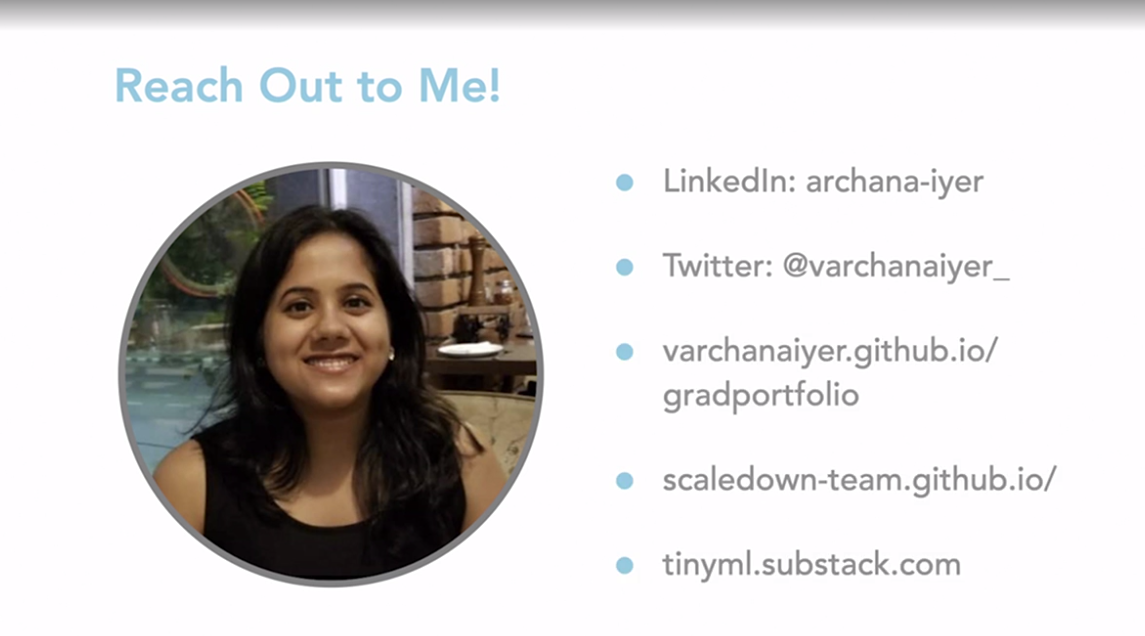 Reach Out to Me!
LinkedIn: archana-iyer
Twitter: @varchanaiyer_
varchanaiyer.github.io/
gradportfolio
scaledown-team.github.io/
tinyml.substack.com